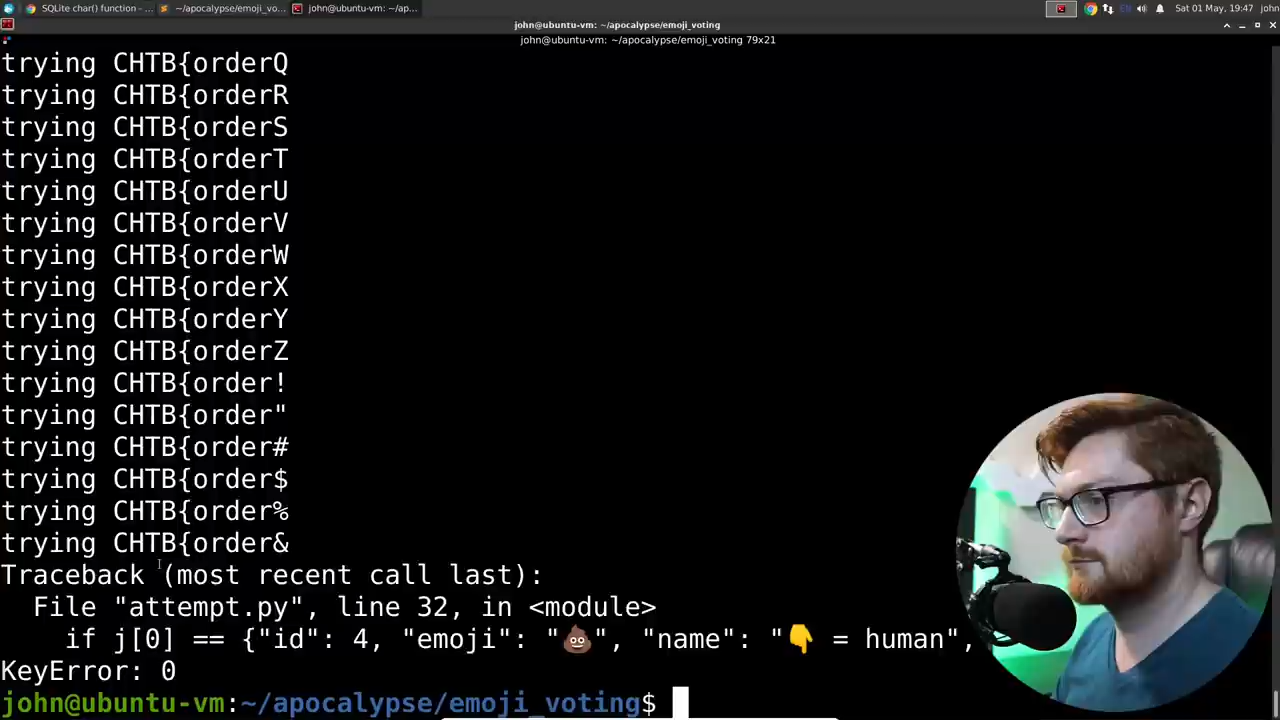 SQLite char() function - ...
~/apocalypse/emoji_vo...
john@ubuntu-vm: ~/ap...
Sat 01 May, 19:47 john
john@ubuntu-vm: ~/apocalypse/emoji_voting
john@ubuntu-vm: ~/apocalypse/emoji_voting 79x21
trying CHTB{orderQ
trying CHTB{orderR
trying CHTB{orderS
trying CHTB{orderT
trying CHTB{orderU
trying CHTB{orderV
trying CHTB{orderW
trying CHTB{orderX
trying CHTB{orderY
trying CHTB{orderZ
trying CHTB{order!
trying CHTB{order"
trying CHTB{order#
trying CHTB{order$
trying CHTB{order%
trying CHTB{order&
Traceback (most recent call last):
  File "attempt.py", line 32, in <module>
    if j[0] == {"id": 4, "emoji": "💩", "name": "👇 = human",
KeyError: 0
john@ubuntu-vm:~/apocalypse/emoji_voting$